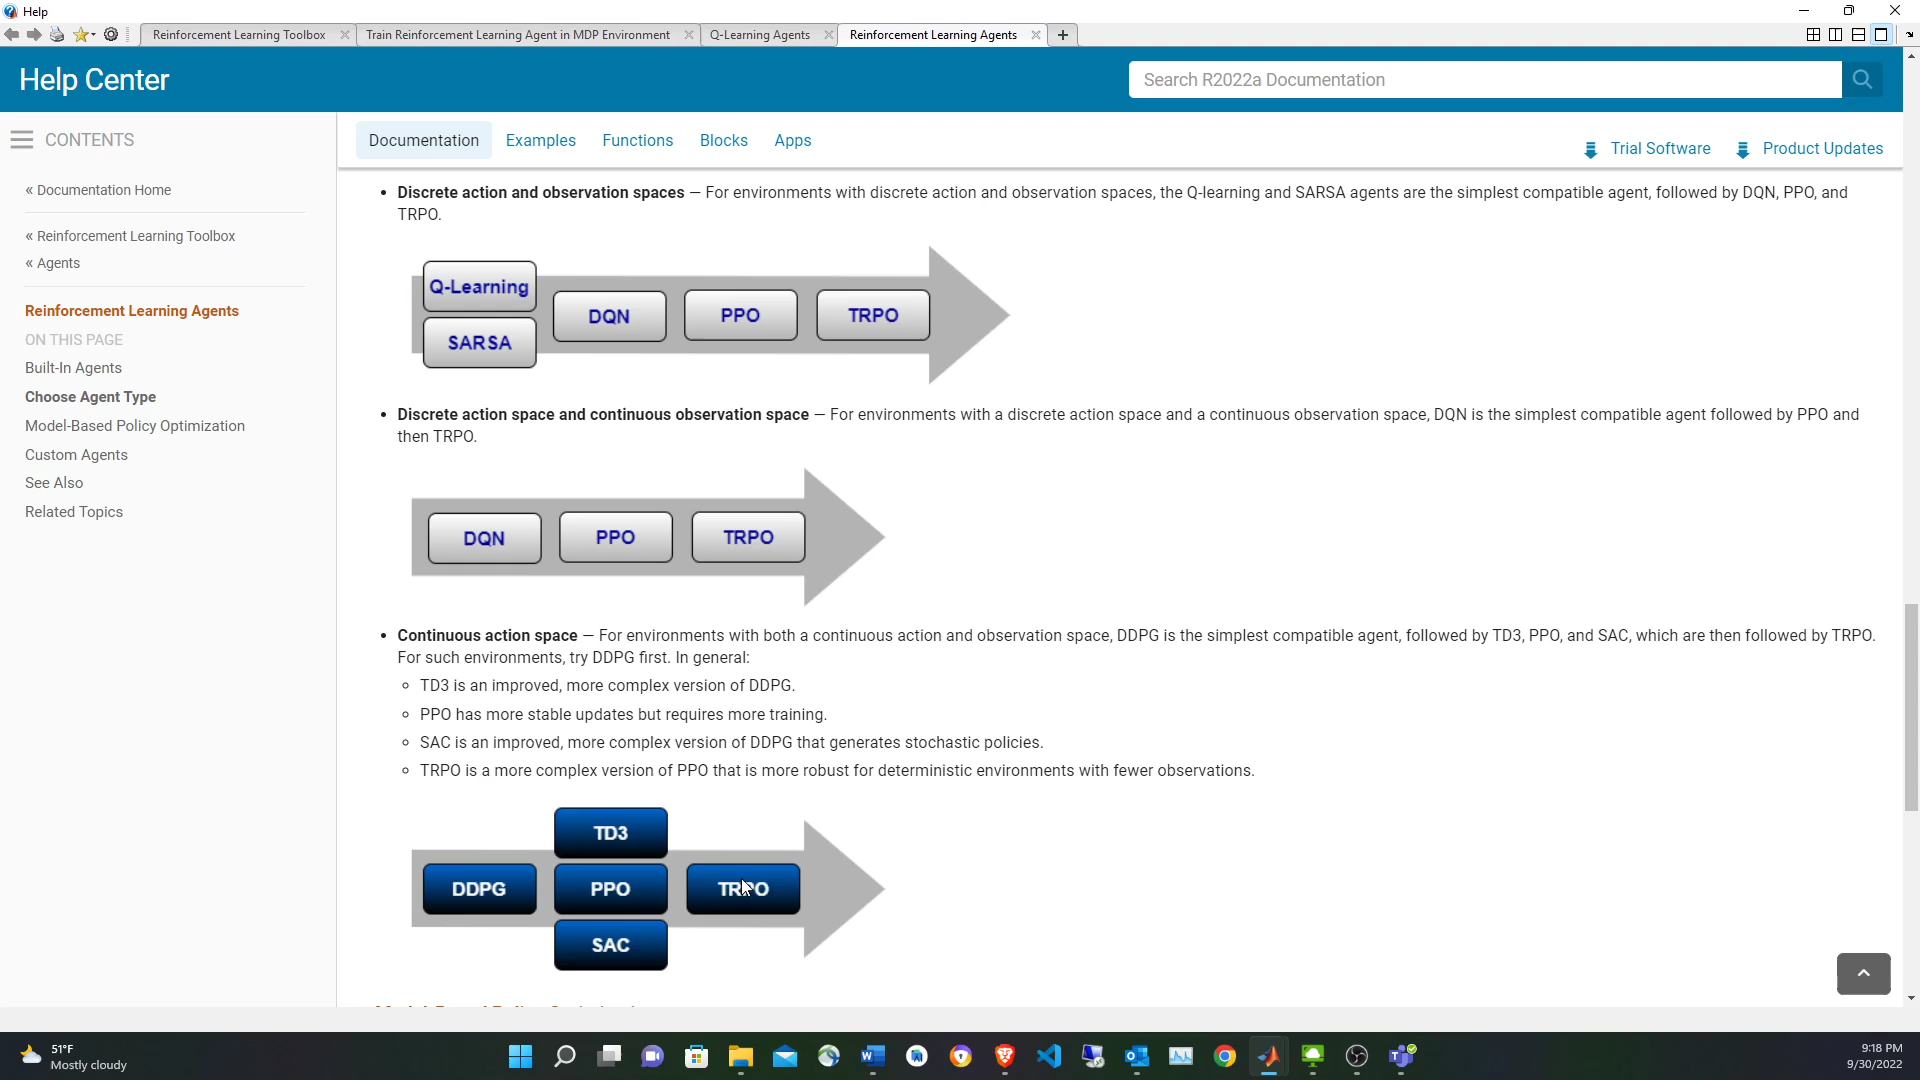 Help
Reinforcement Learning Toolbox
Train Reinforcement Learning Agent in MDP Environment
Q-Learning Agents
Reinforcement Learning Agents
Help Center
Search R2022a Documentation
CONTENTS
Documentation
Examples
Functions
Blocks
Apps
Trial Software
Product Updates
« Documentation Home
« Reinforcement Learning Toolbox
« Agents
Reinforcement Learning Agents
ON THIS PAGE
Built-In Agents
Choose Agent Type
Model-Based Policy Optimization
Custom Agents
See Also
Related Topics
• Discrete action and observation spaces — For environments with discrete action and observation spaces, the Q-learning and SARSA agents are the simplest compatible agent, followed by DQN, PPO, and
TRPO.
Q-Learning
SARSA
DQN
PPO
TRPO
• Discrete action space and continuous observation space — For environments with a discrete action space and a continuous observation space, DQN is the simplest compatible agent followed by PPO and
then TRPO.
DQN
PPO
TRPO
• Continuous action space — For environments with both a continuous action and observation space, DDPG is the simplest compatible agent, followed by TD3, PPO, and SAC, which are then followed by TRPO.
For such environments, try DDPG first. In general:
TD3 is an improved, more complex version of DDPG.
PPO has more stable updates but requires more training.
SAC is an improved, more complex version of DDPG that generates stochastic policies.
TRPO is a more complex version of PPO that is more robust for deterministic environments with fewer observations.
TD3
DDPG
PPO
TRPO
SAC
51°F
Mostly cloudy
9:18 PM
9/30/2022